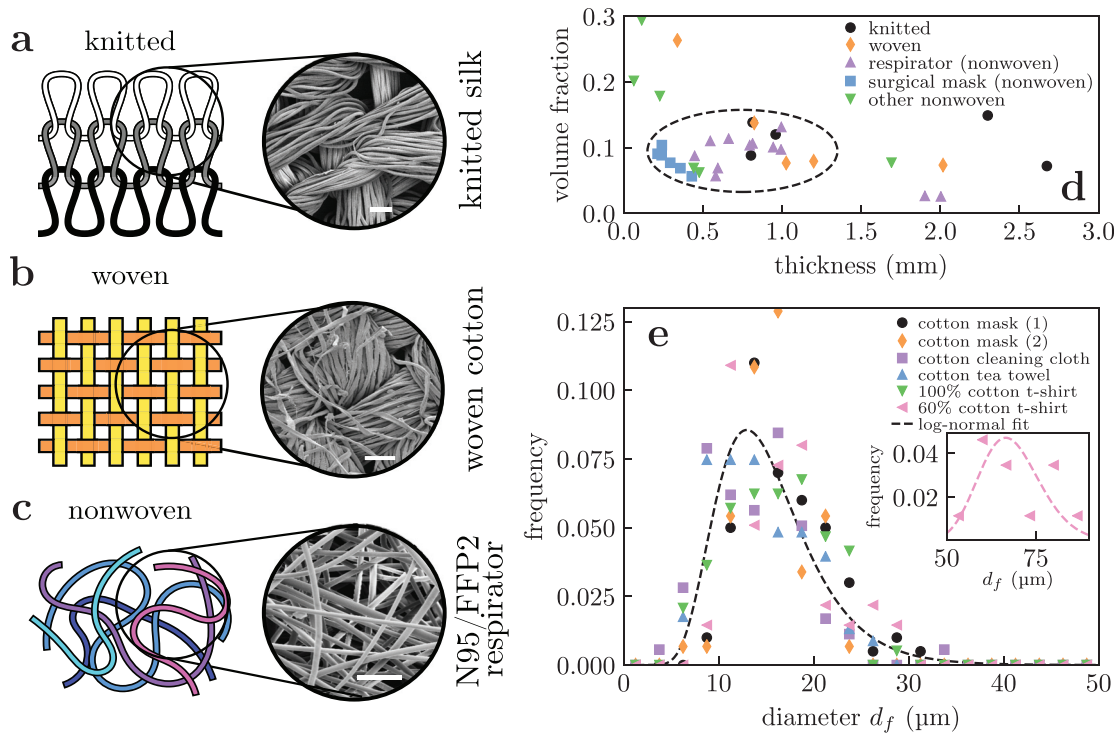 a
knitted
knitted silk
b
woven
woven cotton
c
nonwoven
N95/FFP2
respirator
0.3
0.2
0.1
0.0
volume fraction
knitted
woven
respirator (nonwoven)
surgical mask (nonwoven)
other nonwoven
d
0.0 0.5 1.0 1.5 2.0 2.5 3.0
thickness (mm)
e
0.125
0.100
0.075
0.050
0.025
0.000
frequency
cotton mask (1)
cotton mask (2)
cotton cleaning cloth
cotton tea towel
100% cotton t-shirt
60% cotton t-shirt
log-normal fit
frequency
0.04
0.02
50 75
d_f (µm)
0 10 20 30 40 50
diameter d_f (µm)